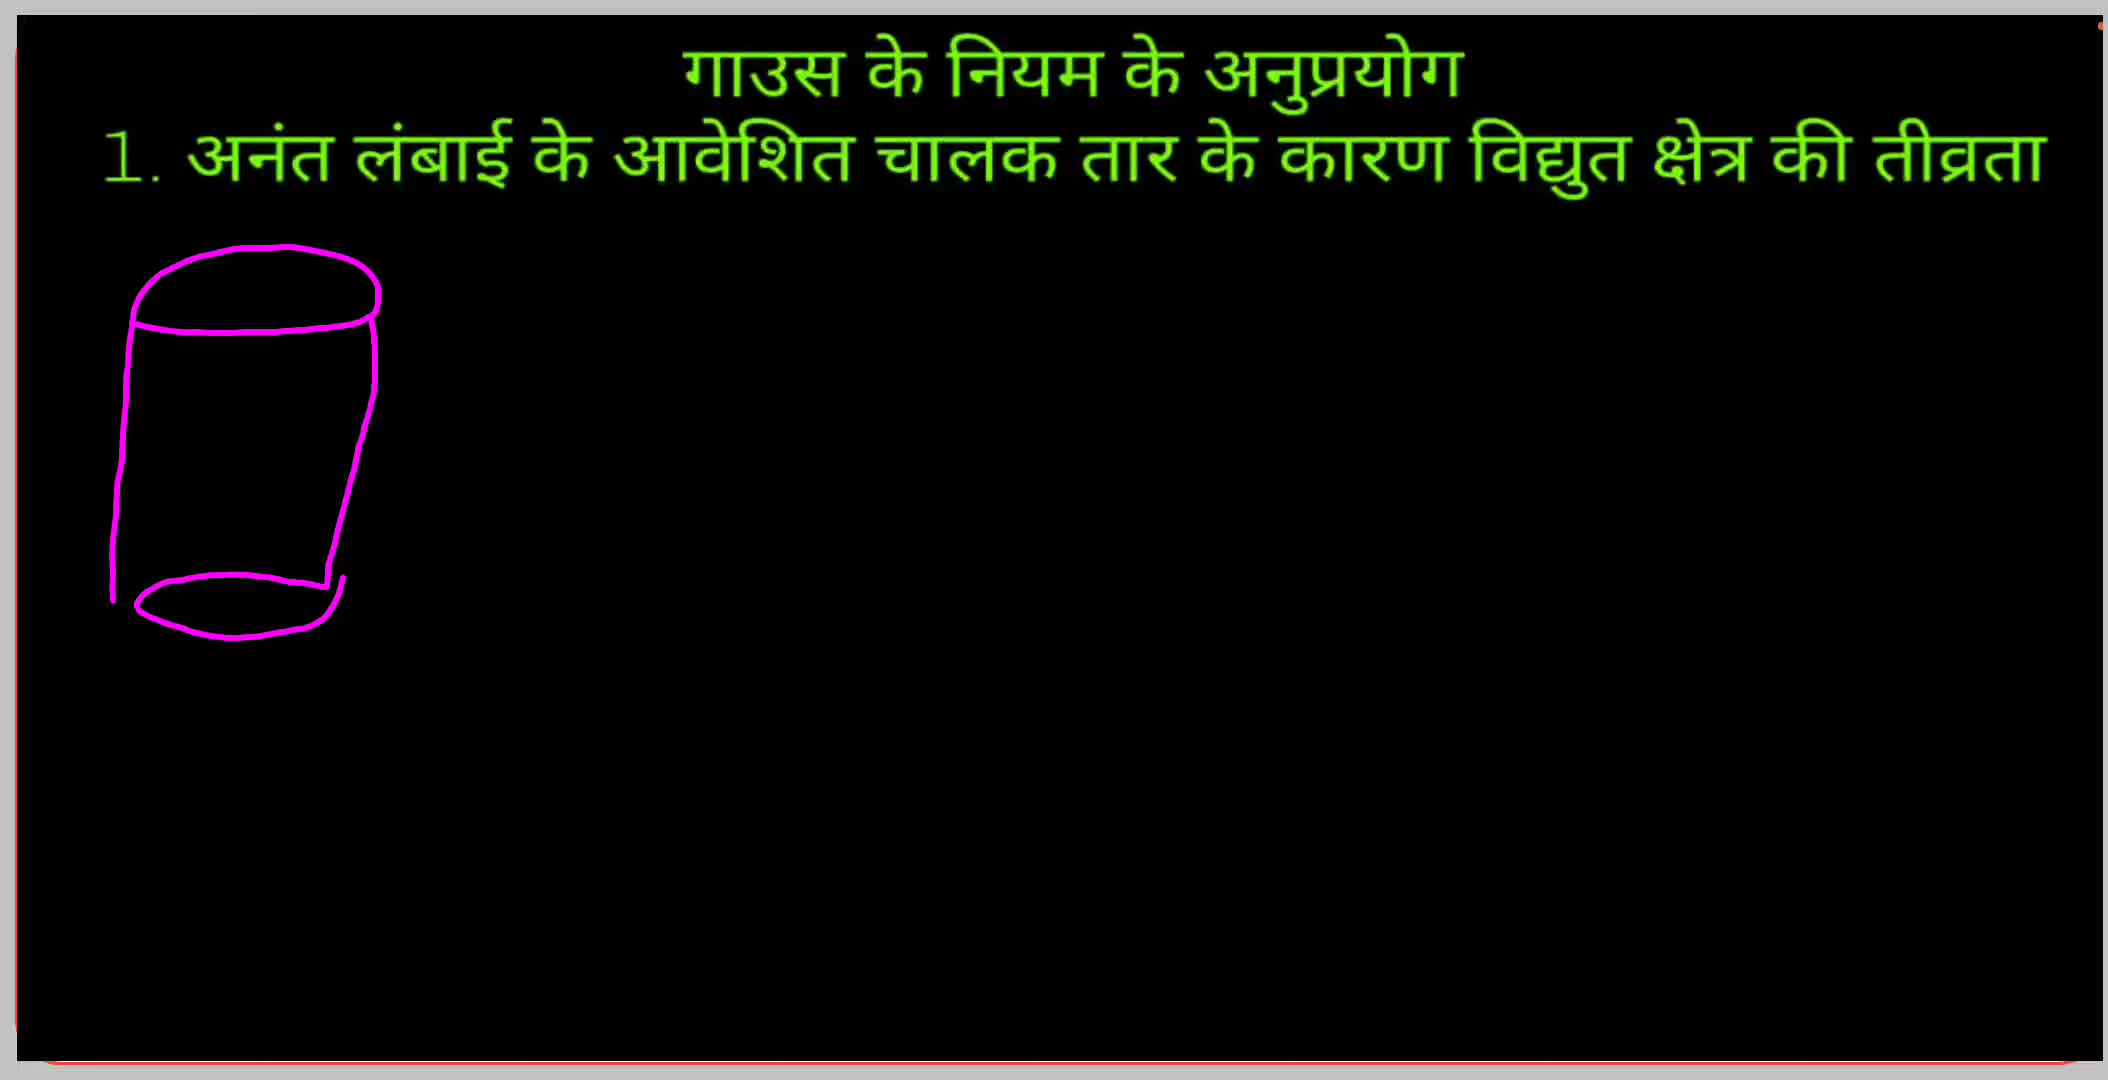 गाउस के नियम के अनुप्रयोग
1. अनंत लंबाई के आवेशित चालक तार के कारण विद्युत क्षेत्र की तीव्रता